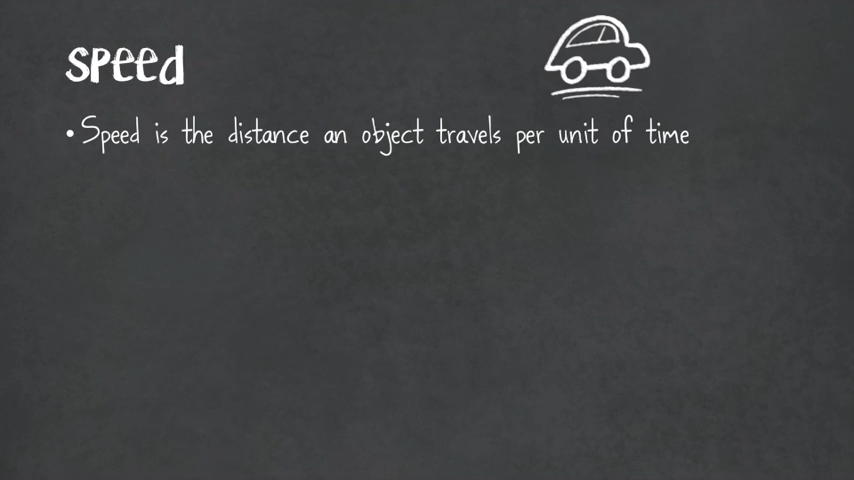 Speed
• Speed is the distance an object travels per unit of time